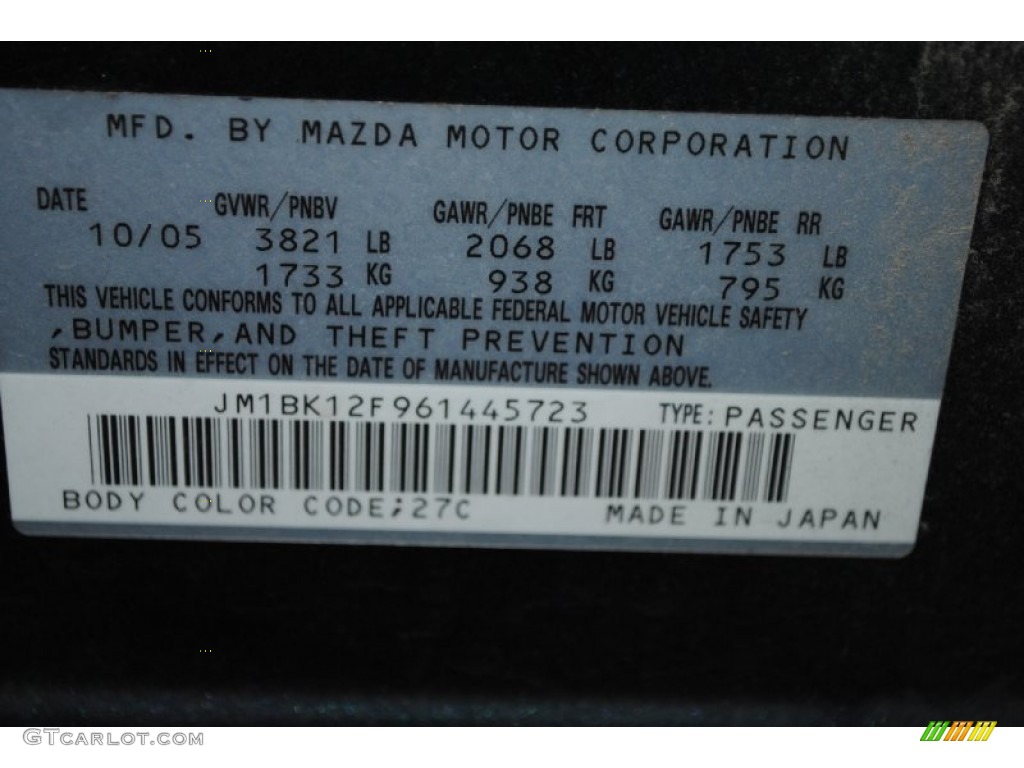 MFD. BY MAZDA MOTOR CORPORATION
DATE GVWR/PNBV GAWR/PNBE FRT GAWR/PNBE RR
10/05 3821 LB 2068 LB 1753 LB
1733 KG 938 KG 795 KG
THIS VEHICLE CONFORMS TO ALL APPLICABLE FEDERAL MOTOR VEHICLE SAFETY
,BUMPER,AND THEFT PREVENTION
STANDARDS IN EFFECT ON THE DATE OF MANUFACTURE SHOWN ABOVE.
JM1BK12F961445723 TYPE: PASSENGER
BODY COLOR CODE;27C MADE IN JAPAN
GTCarlot.com